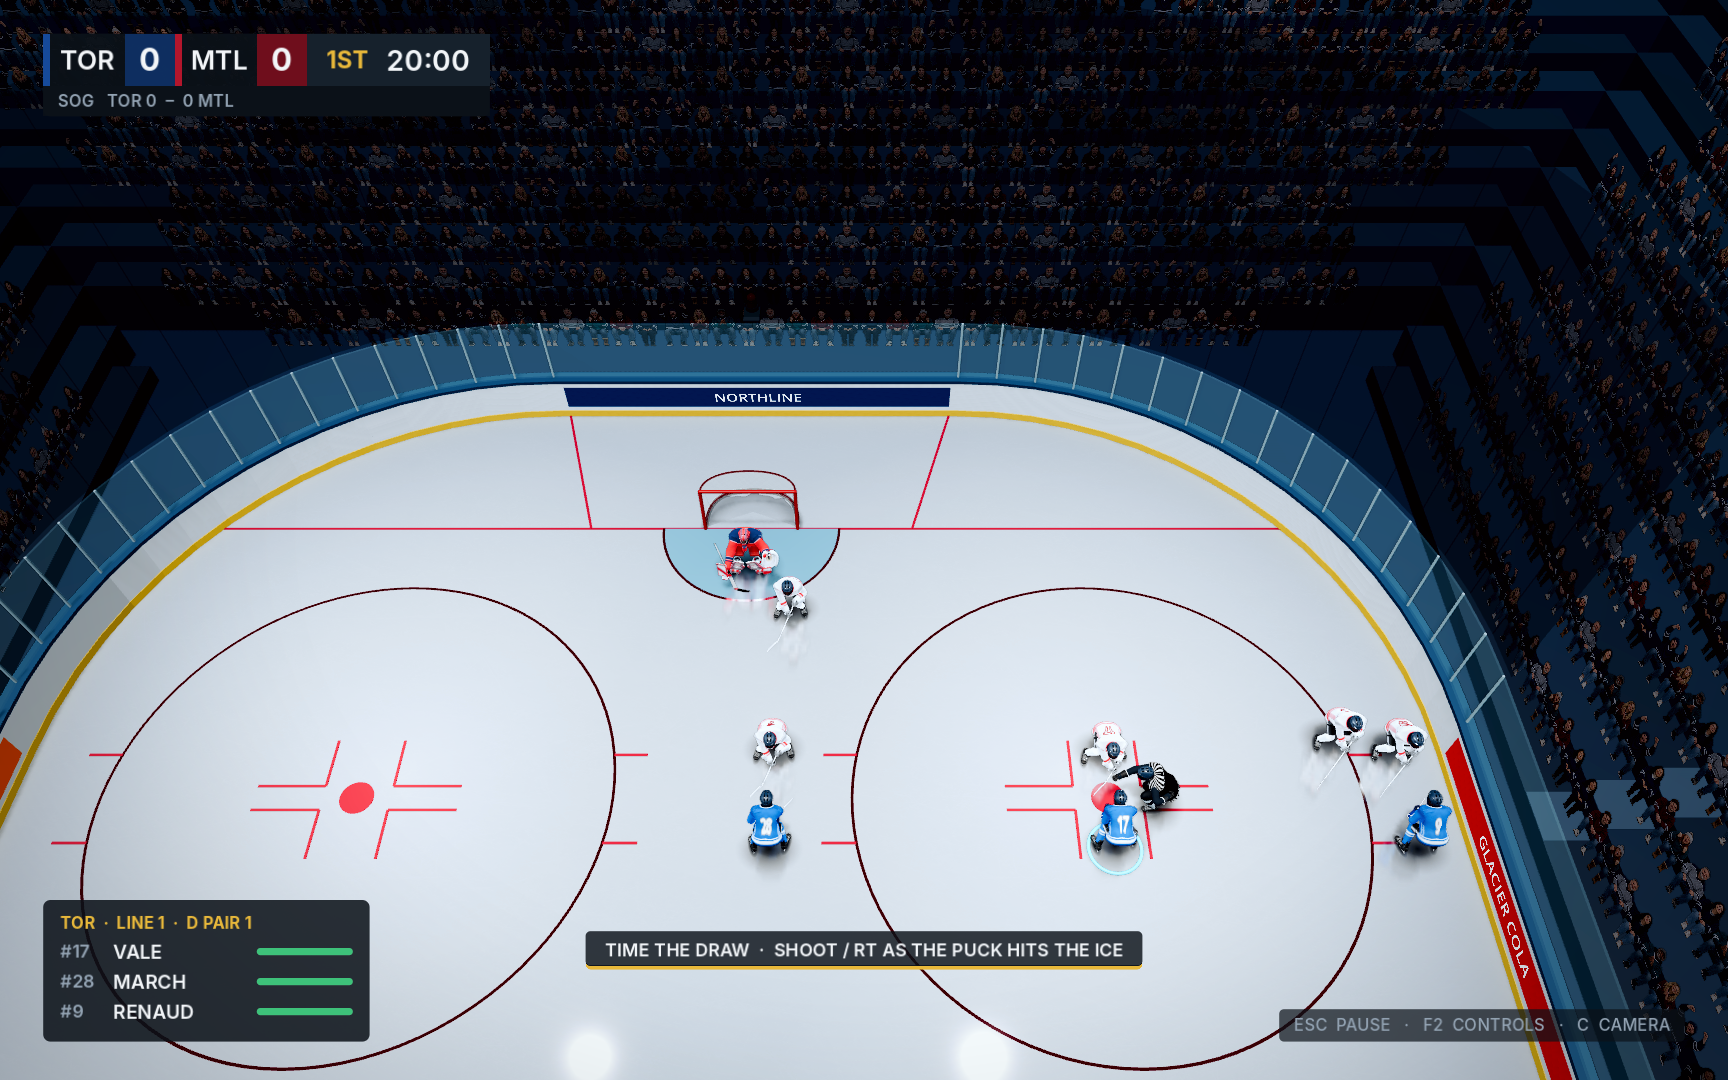 TOR 0 MTL 0 1ST 20:00
SOG TOR 0 – 0 MTL
NORTHLINE
17
9
GLACIER COLA
TOR · LINE 1 · D PAIR 1
#17 VALE
#28 MARCH
#9 RENAUD
TIME THE DRAW · SHOOT / RT AS THE PUCK HITS THE ICE
ESC PAUSE · F2 CONTROLS · C CAMERA